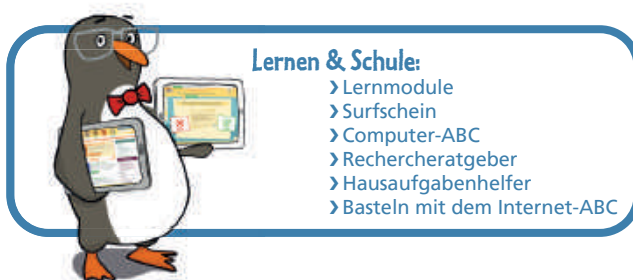 Lernen & Schule:
❯ Lernmodule
❯ Surfschein
❯ Computer-ABC
❯ Rechercheratgeber
❯ Hausaufgabenhelfer
❯ Basteln mit dem Internet-ABC